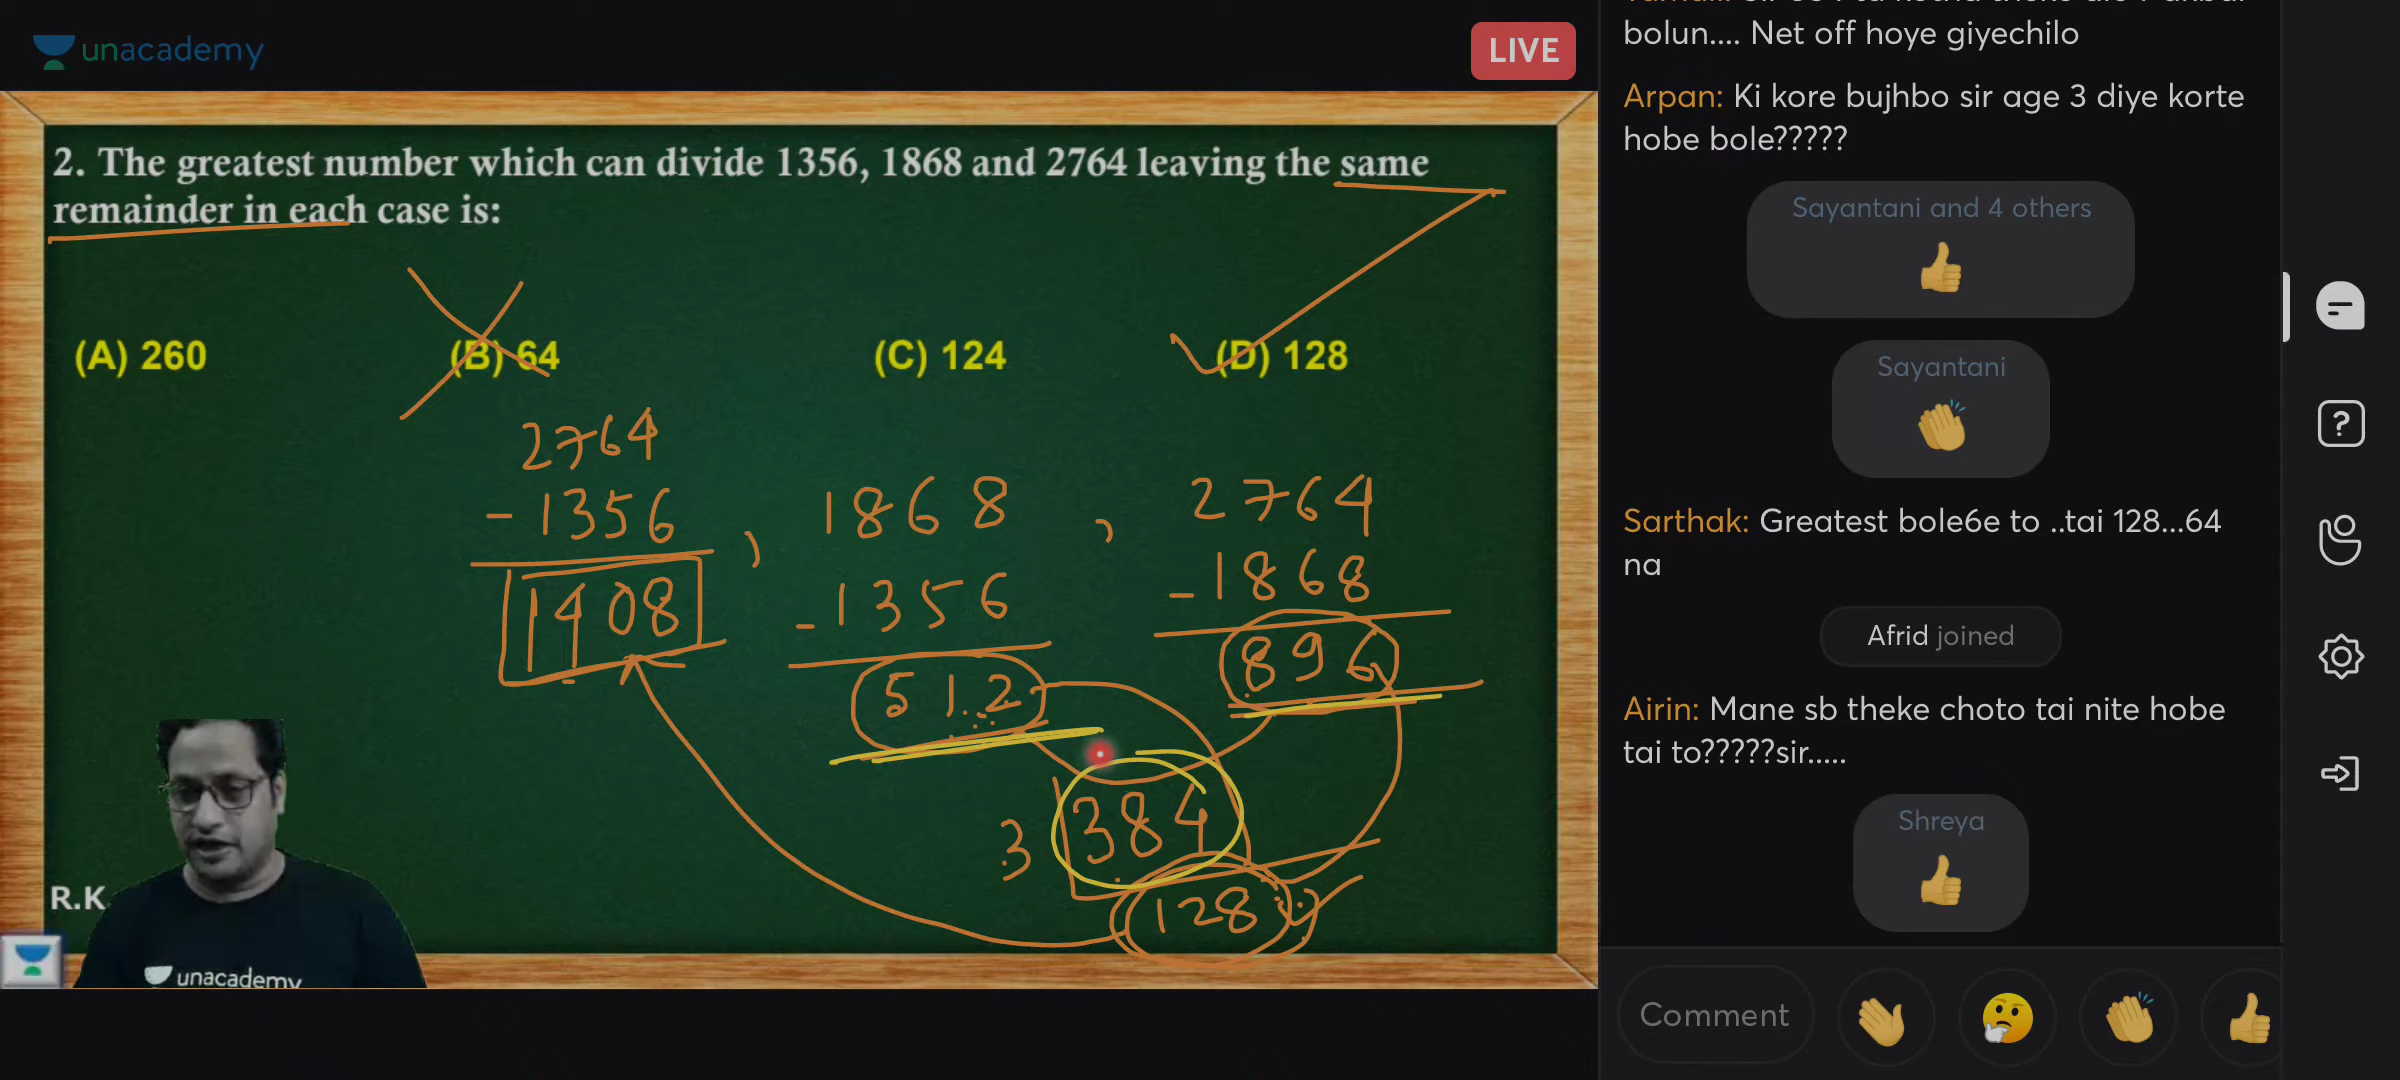 unacademy
LIVE
2. The greatest number which can divide 1356, 1868 and 2764 leaving the same
remainder in each case is:
(A) 260
(B) 64
(C) 124
(D) 128
2764
- 1356
1408
,
1868
- 1356
512
,
2764
- 1868
896
3 384
128
R.K
unacademy
bolun.... Net off hoye giyechilo
Arpan: Ki kore bujhbo sir age 3 diye korte
hobe bole?????
Sayantani and 4 others
Sayantani
Sarthak: Greatest bole6e to ..tai 128...64
na
Afrid joined
Airin: Mane sb theke choto tai nite hobe
tai to?????sir.....
Shreya
Comment